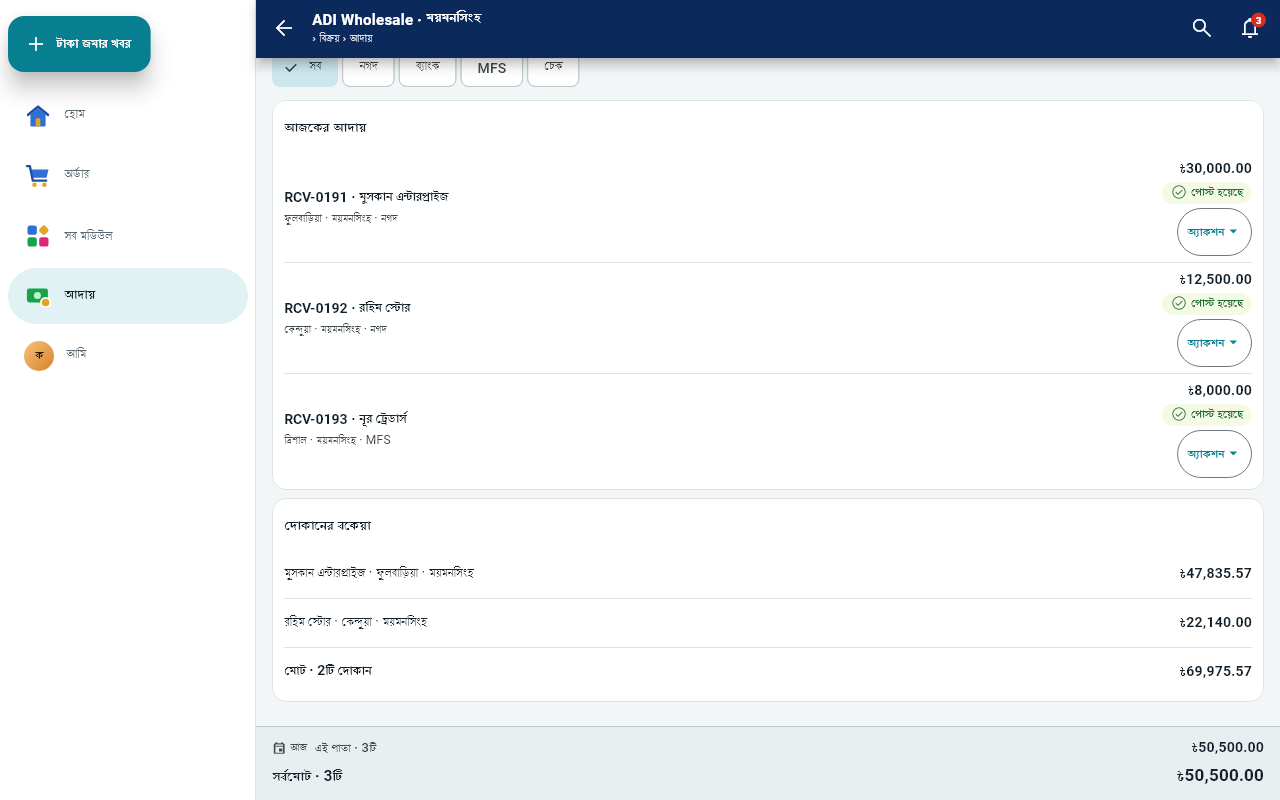 টাকা জমার খবর
হোম
অর্ডার
সব মডিউল
আদায়
ক
আমি
ADI Wholesale · ময়মনসিংহ
› বিক্রয় › আদায়
3
সব
নগদ
ব্যাংক
MFS
চেক
আজকের আদায়
RCV-0191 · মুসকান এন্টারপ্রাইজ
ফুলবাড়িয়া · ময়মনসিংহ · নগদ
৳30,000.00
পোস্ট হয়েছে
অ্যাকশন
RCV-0192 · রহিম স্টোর
কেন্দুয়া · ময়মনসিংহ · নগদ
৳12,500.00
পোস্ট হয়েছে
অ্যাকশন
RCV-0193 · নূর ট্রেডার্স
ত্রিশাল · ময়মনসিংহ · MFS
৳8,000.00
পোস্ট হয়েছে
অ্যাকশন
দোকানের বকেয়া
মুসকান এন্টারপ্রাইজ · ফুলবাড়িয়া · ময়মনসিংহ ৳47,835.57
রহিম স্টোর · কেন্দুয়া · ময়মনসিংহ ৳22,140.00
মোট · 2টি দোকান ৳69,975.57
আজ এই পাতা · 3টি ৳50,500.00
সর্বমোট · 3টি ৳50,500.00